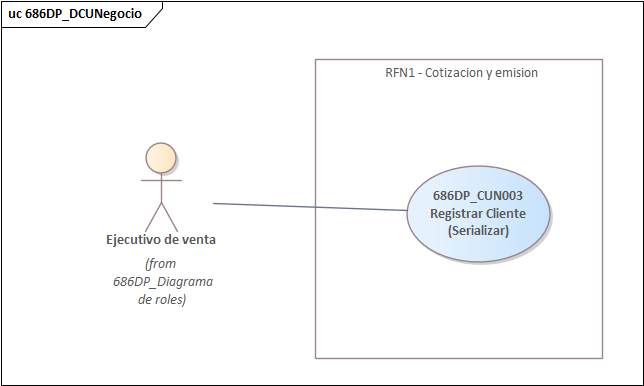 uc 686DP_DCUNegocio
RFN1 - Cotizacion y emision
686DP_CUN003
Registrar Cliente
(Serializar)
Ejecutivo de venta
(from
686DP_Diagrama
de roles)